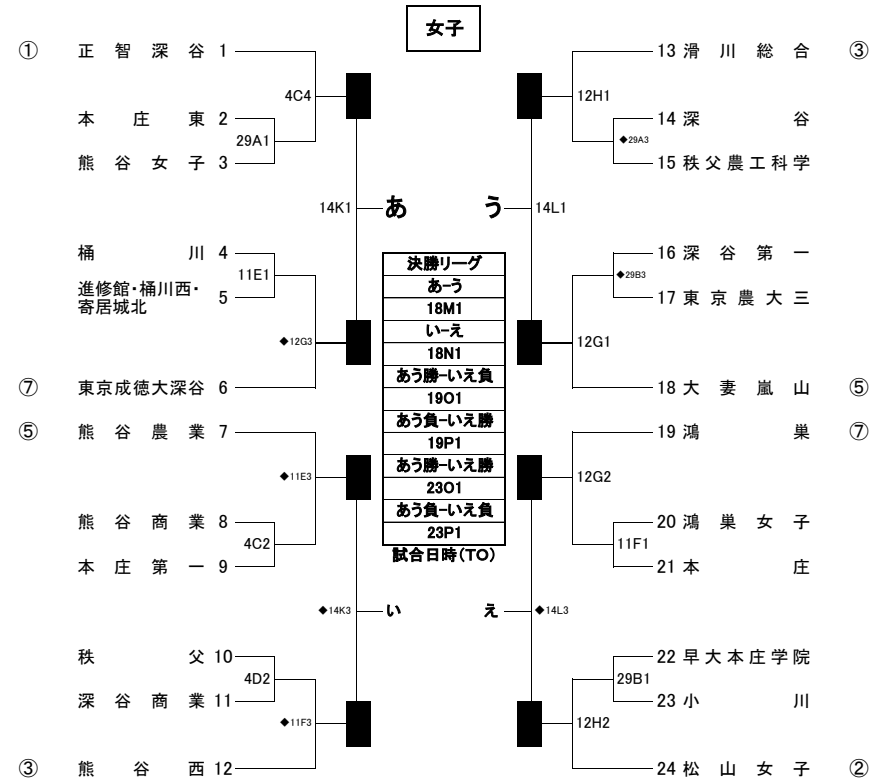 女子
① 正智深谷 1
4C4
本庄東 2
29A1
熊谷女子 3
14K1
あ
桶川 4
11E1
進修館・桶川西・
寄居城北 5
◆12G3
⑦ 東京成徳大深谷 6
⑤ 熊谷農業 7
◆11E3
熊谷商業 8
4C2
本庄第一 9
◆14K3
い
秩父 10
4D2
深谷商業 11
◆11F3
③ 熊谷西 12
決勝リーグ
あーう
18M1
いーえ
18N1
あう勝ーいえ負
19O1
あう負ーいえ勝
19P1
あう勝ーいえ勝
23O1
あう負ーいえ負
23P1
試合日時(TO)
13 滑川総合 ③
12H1
14 深谷
◆29A3
15 秩父農工科学
う
14L1
16 深谷第一
◆29B3
17 東京農大三
12G1
18 大妻嵐山 ⑤
19 鴻巣 ⑦
12G2
20 鴻巣女子
11F1
21 本庄
え
◆14L3
22 早大本庄学院
29B1
23 小川
12H2
24 松山女子 ②